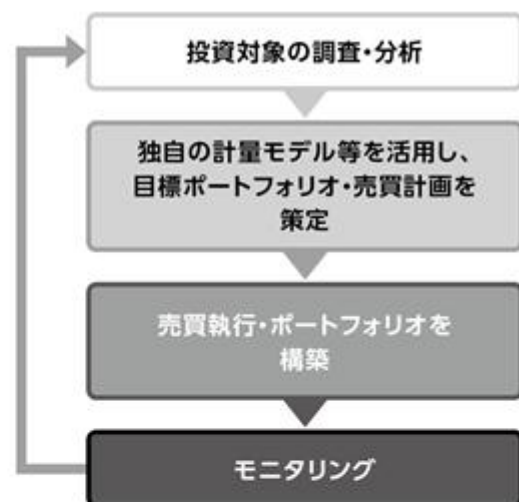 投資対象の調査・分析
独自の計量モデル等を活用し、
目標ポートフォリオ・売買計画を
策定
売買執行・ポートフォリオを
構築
モニタリング